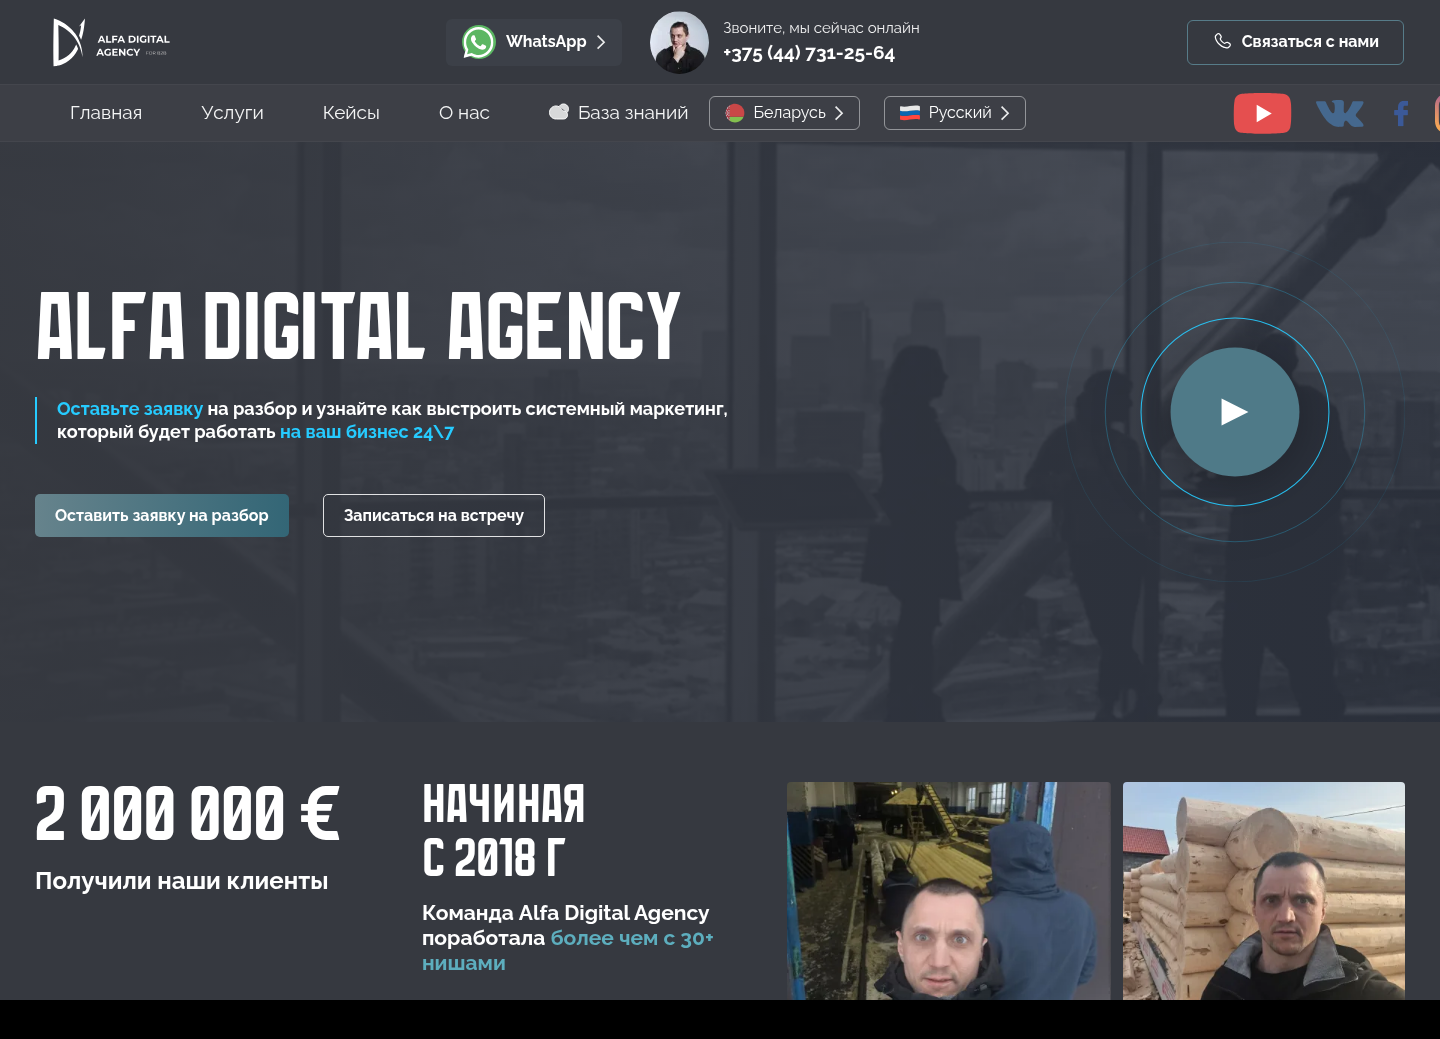 ALFA DIGITAL
AGENCY FOR B2B
WhatsApp
Звоните, мы сейчас онлайн
+375 (44) 731-25-64
Связаться с нами
Главная
Услуги
Кейсы
О нас
База знаний
Беларусь
Русский
ALFA DIGITAL AGENCY
Оставьте заявку на разбор и узнайте как выстроить системный маркетинг,
который будет работать на ваш бизнес 24\7
Оставить заявку на разбор
Записаться на встречу
2 000 000 €
Получили наши клиенты
НАЧИНАЯ
С 2018 Г
Команда Alfa Digital Agency
поработала более чем с 30+
нишами